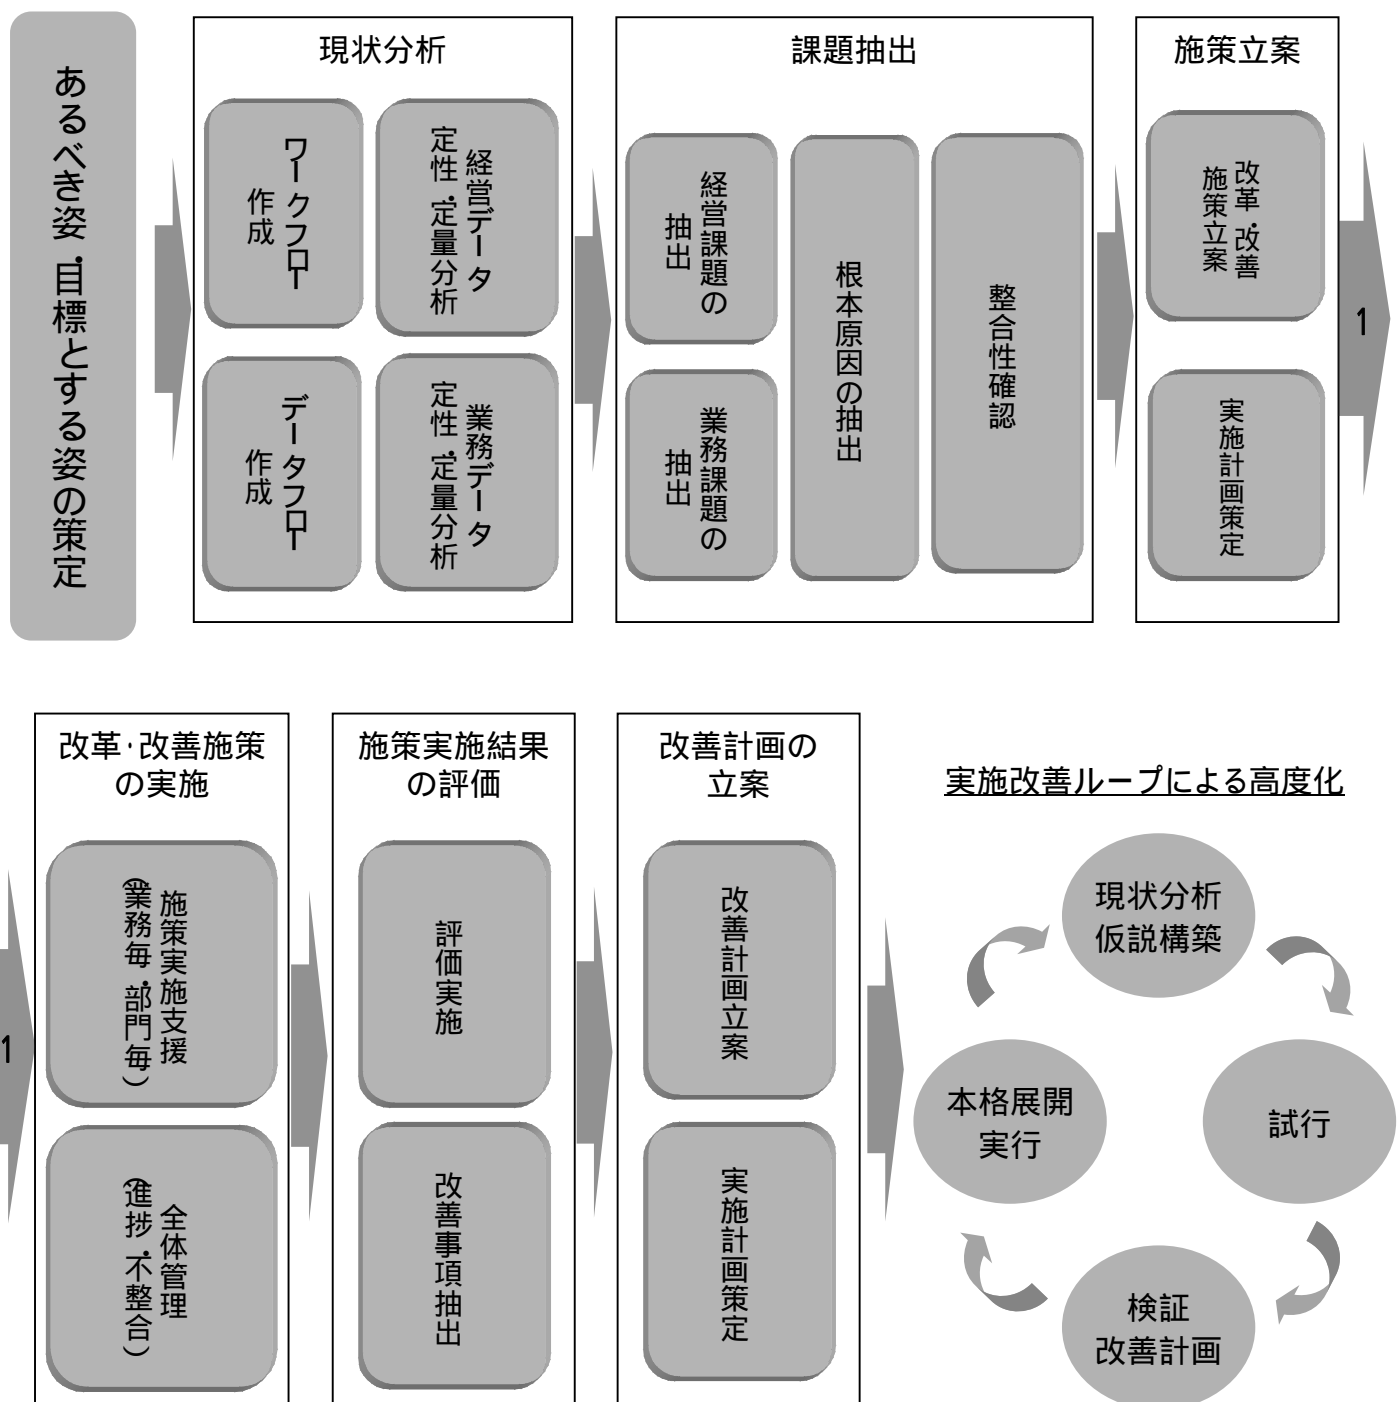 あるべき姿・目標とする姿の策定
現状分析
ワークフロー
作成
経営データ
定性・定量分析
データフロー
作成
業務データ
定性・定量分析
課題抽出
経営課題の
抽出
業務課題の
抽出
根本原因の抽出
整合性確認
施策立案
改革・改善
施策立案
実施計画策定
1
1
改革・改善施策
の実施
施策実施支援
(業務毎・部門毎)
全体管理
(進捗・不整合)
施策実施結果
の評価
評価実施
改善事項抽出
改善計画の
立案
改善計画立案
実施計画策定
実施改善ループによる高度化
現状分析
仮説構築
試行
検証
改善計画
本格展開
実行